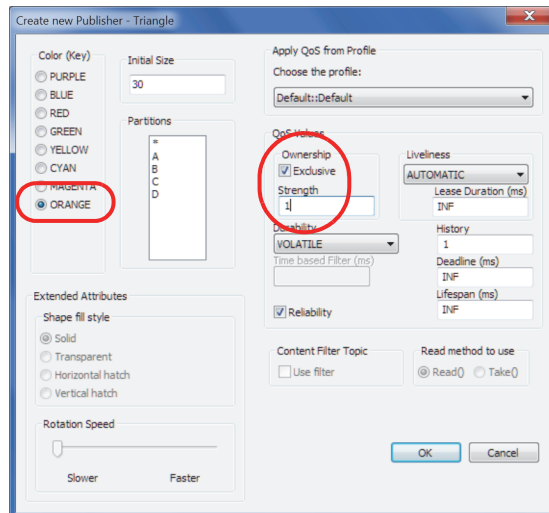 Create new Publisher - Triangle
Color (Key)
PURPLE
BLUE
RED
GREEN
YELLOW
CYAN
MAGENTA
ORANGE
Initial Size
30
Partitions
*
A
B
C
D
Apply QoS from Profile
Choose the profile:
Default::Default
QoS Values
Ownership
Exclusive
Strength
1
Liveliness
AUTOMATIC
Lease Duration (ms)
INF
Durability
VOLATILE
Time based Filter (ms)
History
1
Deadline (ms)
INF
Lifespan (ms)
INF
Reliability
Extended Attributes
Shape fill style
Solid
Transparent
Horizontal hatch
Vertical hatch
Rotation Speed
Slower Faster
Content Filter Topic
Use filter
Read method to use
Read() Take()
OK Cancel